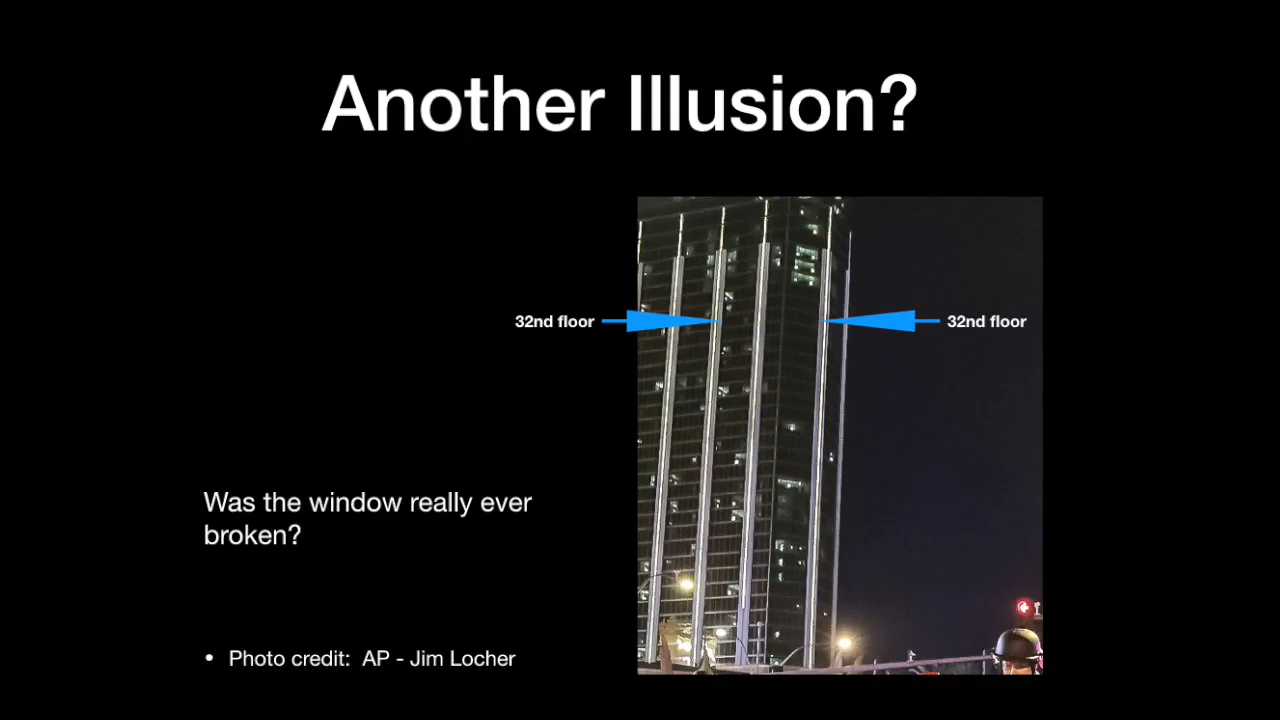 Another Illusion?
32nd floor
32nd floor
Was the window really ever
broken?
• Photo credit:  AP - Jim Locher